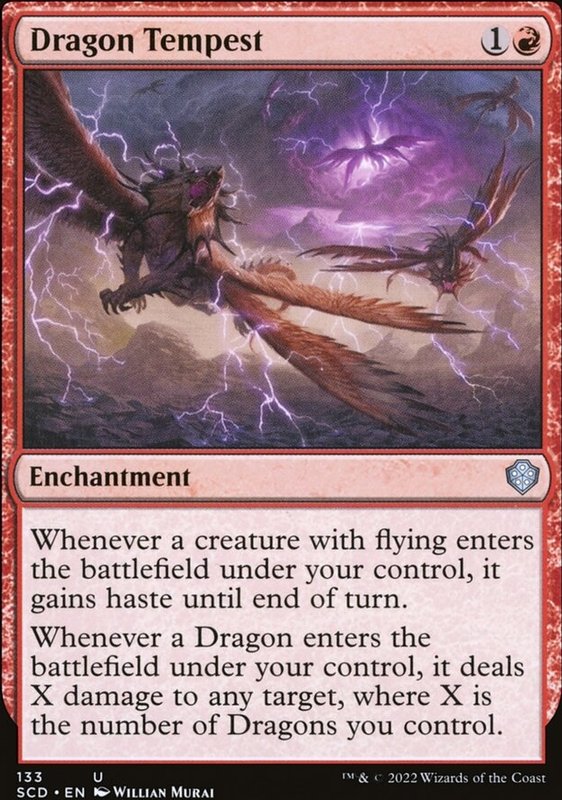 Dragon Tempest 1
Enchantment
Whenever a creature with flying enters
the battlefield under your control, it
gains haste until end of turn.
Whenever a Dragon enters the
battlefield under your control, it deals
X damage to any target, where X is
the number of Dragons you control.
133 U
SCD • EN Willian Murai
™ & © 2022 Wizards of the Coast